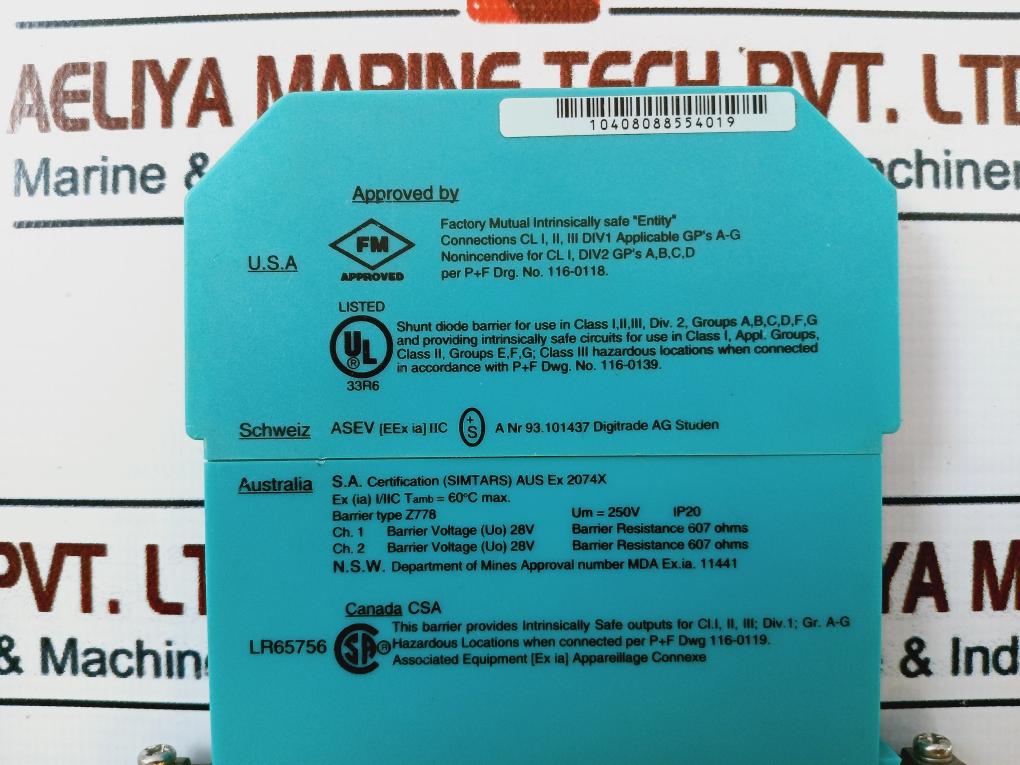 AELIYA MARINE TECH PVT. LTD
Marine &
10408088554019
Approved by
U.S.A
FM
APPROVED
Factory Mutual Intrinsically safe "Entity"
Connections CL I, II, III DIV1 Applicable GP's A-G
Nonincendive for CL I, DIV2 GP's A,B,C,D
per P+F Drg. No. 116-0118.
LISTED
UL ®
33R6
Shunt diode barrier for use in Class I,II,III, Div. 2, Groups A,B,C,D,F,G
and providing intrinsically safe circuits for use in Class I, Appl. Groups,
Class II, Groups E,F,G; Class III hazardous locations when connected
in accordance with P+F Dwg. No. 116-0139.
Schweiz ASEV [EEx ia] IIC +S A Nr 93.101437 Digitrade AG Studen
Australia S.A. Certification (SIMTARS) AUS Ex 2074X
Ex (ia) I/IIC Tamb = 60°C max.
Barrier type Z778 Um = 250V IP20
Ch. 1 Barrier Voltage (Uo) 28V Barrier Resistance 607 ohms
Ch. 2 Barrier Voltage (Uo) 28V Barrier Resistance 607 ohms
N.S.W. Department of Mines Approval number MDA Ex.ia. 11441
Canada CSA
LR65756 SA ®
This barrier provides Intrinsically Safe outputs for Cl.I, II, III; Div.1; Gr. A-G
Hazardous Locations when connected per P+F Dwg 116-0119.
Associated Equipment [Ex ia] Appareillage Connexe
PVT. LT
YA M
& Machin
& Ind